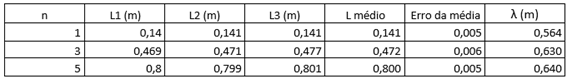 n L1 (m) L2 (m) L3 (m) L médio Erro da média λ (m)
1 0,14 0,141 0,141 0,141 0,005 0,564
3 0,469 0,471 0,477 0,472 0,006 0,630
5 0,8 0,799 0,801 0,800 0,005 0,640